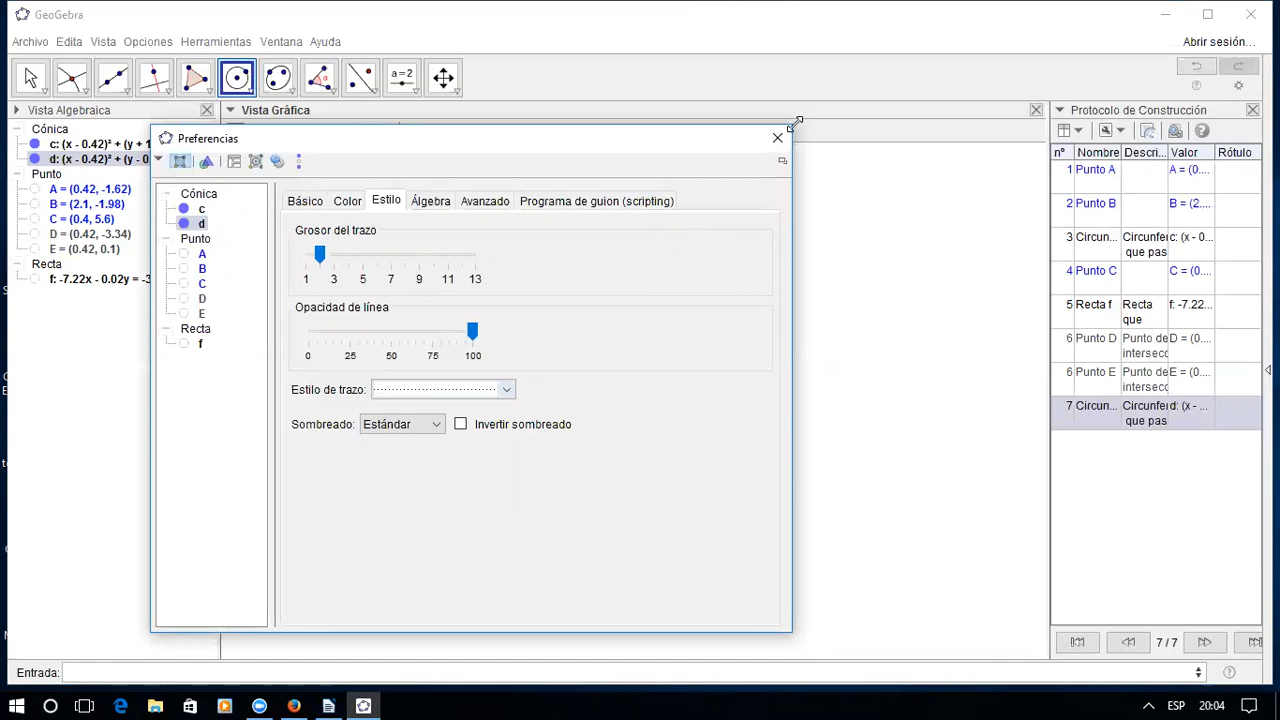 GeoGebra
Archivo Edita Vista Opciones Herramientas Ventana Ayuda
Abrir sesión...
a=2
Vista Algebraica
Cónica
c: (x - 0.42)² + (y + 1
d: (x - 0.42)² + (y - 0.
Punto
A = (0.42, -1.62)
B = (2.1, -1.98)
C = (0.4, 5.6)
D = (0.42, -3.34)
E = (0.42, 0.1)
Recta
f: -7.22x - 0.02y = -3
Vista Gráfica
Preferencias
Cónica
c
d
Punto
A
B
C
D
E
Recta
f
Básico Color Estilo Álgebra Avanzado Programa de guion (scripting)
Grosor del trazo
1 3 5 7 9 11 13
Opacidad de línea
0 25 50 75 100
Estilo de trazo:
Sombreado: Estándar Invertir sombreado
Protocolo de Construcción
nº Nombre Descri... Valor Rótulo
1 Punto A A = (0....
2 Punto B B = (2....
3 Circun... Circunfer c: (x - 0...
que pas
4 Punto C C = (0....
5 Recta f Recta f: -7.22...
que
6 Punto D Punto de D = (0....
intersecc
6 Punto E Punto de E = (0....
intersecc
7 Circun... Circunfer d: (x - ...
que pas
7 / 7
Entrada:
ESP 20:04